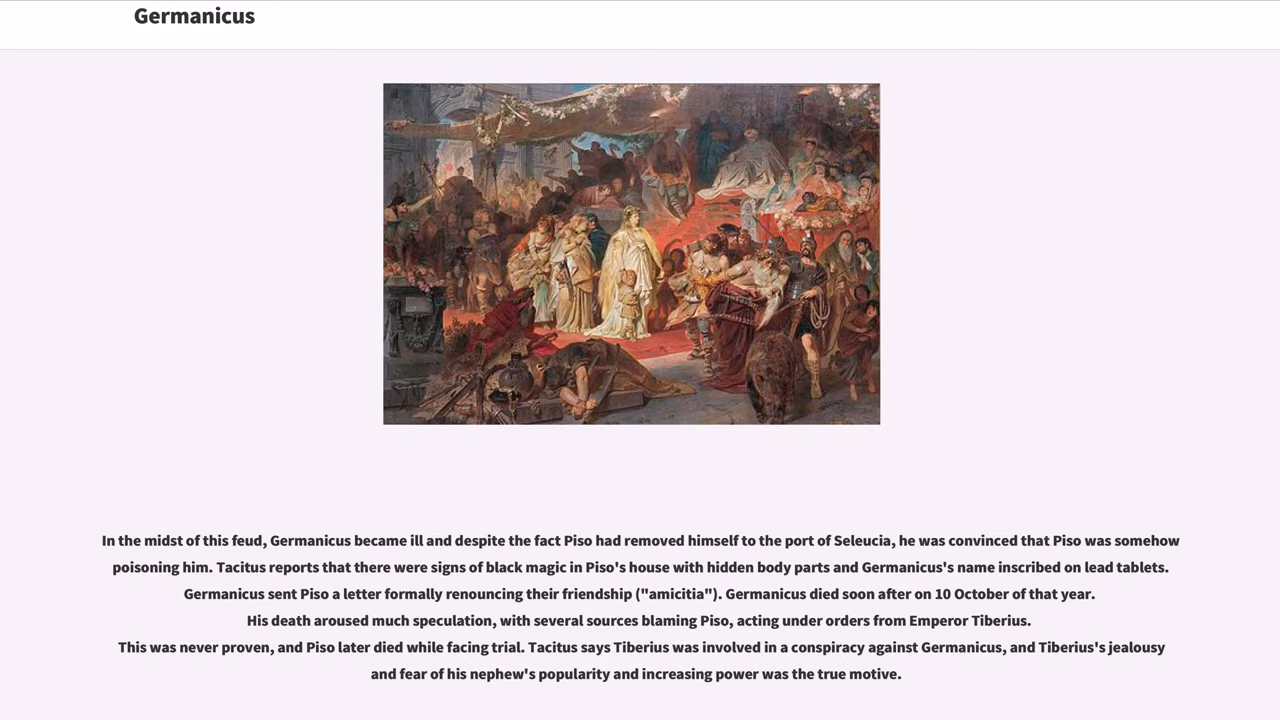 Germanicus
In the midst of this feud, Germanicus became ill and despite the fact Piso had removed himself to the port of Seleucia, he was convinced that Piso was somehow
poisoning him. Tacitus reports that there were signs of black magic in Piso's house with hidden body parts and Germanicus's name inscribed on lead tablets.
Germanicus sent Piso a letter formally renouncing their friendship ("amicitia"). Germanicus died soon after on 10 October of that year.
His death aroused much speculation, with several sources blaming Piso, acting under orders from Emperor Tiberius.
This was never proven, and Piso later died while facing trial. Tacitus says Tiberius was involved in a conspiracy against Germanicus, and Tiberius's jealousy
and fear of his nephew's popularity and increasing power was the true motive.